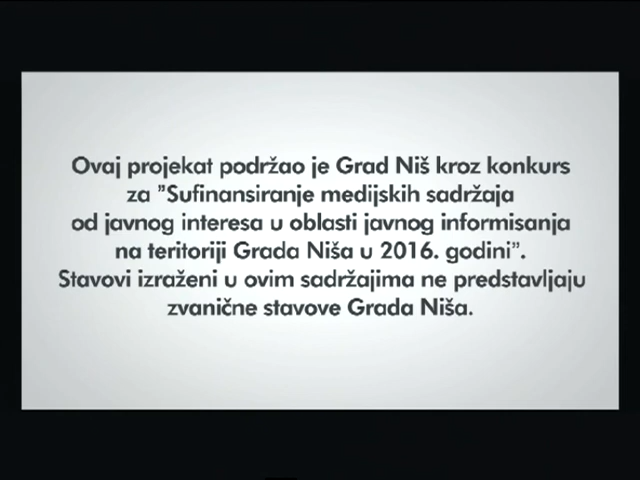 Ovaj projekat podržao je Grad Niš kroz konkurs
za ”Sufinansiranje medijskih sadržaja
od javnog interesa u oblasti javnog informisanja
na teritoriji Grada Niša u 2016. godini”.
Stavovi izraženi u ovim sadržajima ne predstavljaju
zvanične stavove Grada Niša.